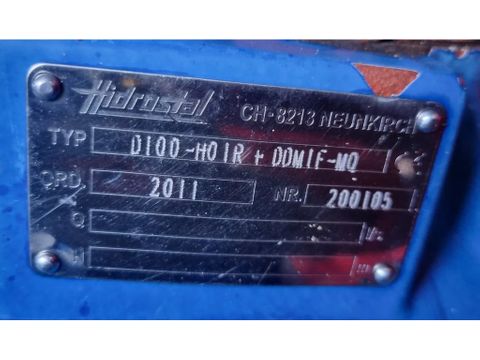 Hidrostal CH-8213 NEUNKIRCH
TYP D100-H01R + DDM1F-MQ
ORD. 2011 NR. 200105
Q
H